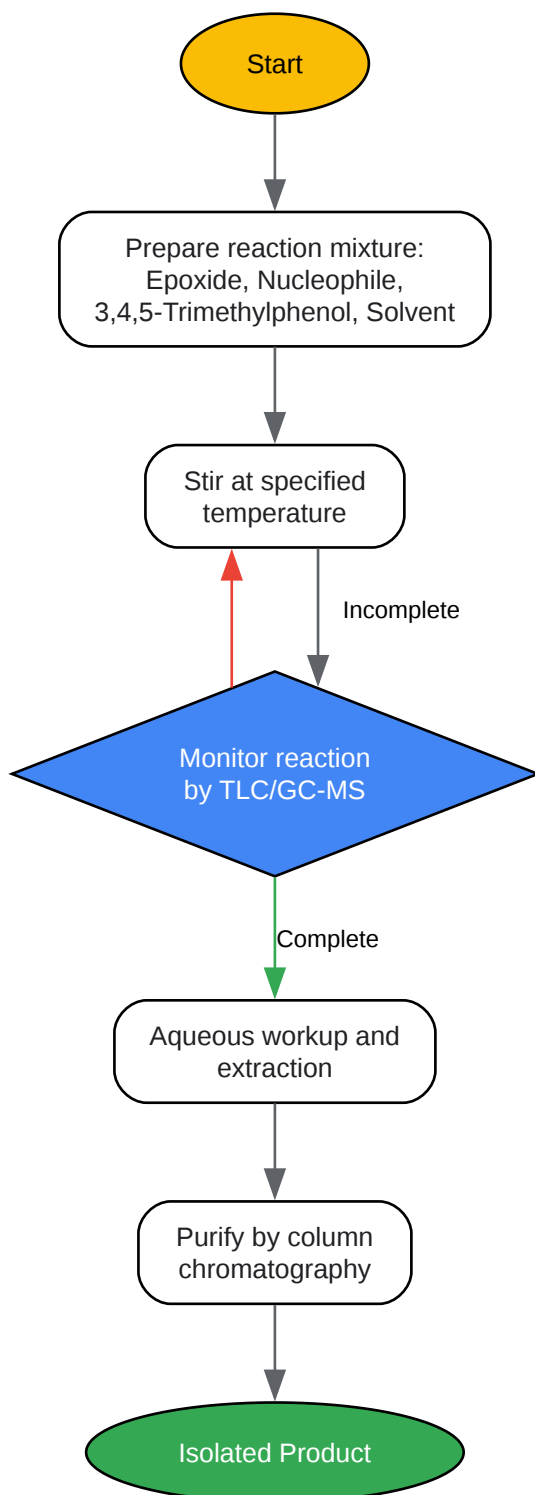 Start
Prepare reaction mixture:
Epoxide, Nucleophile,
3,4,5-Trimethylphenol, Solvent
Stir at specified
temperature
Incomplete
Monitor reaction
by TLC/GC-MS
Complete
Aqueous workup and
extraction
Purify by column
chromatography
Isolated Product